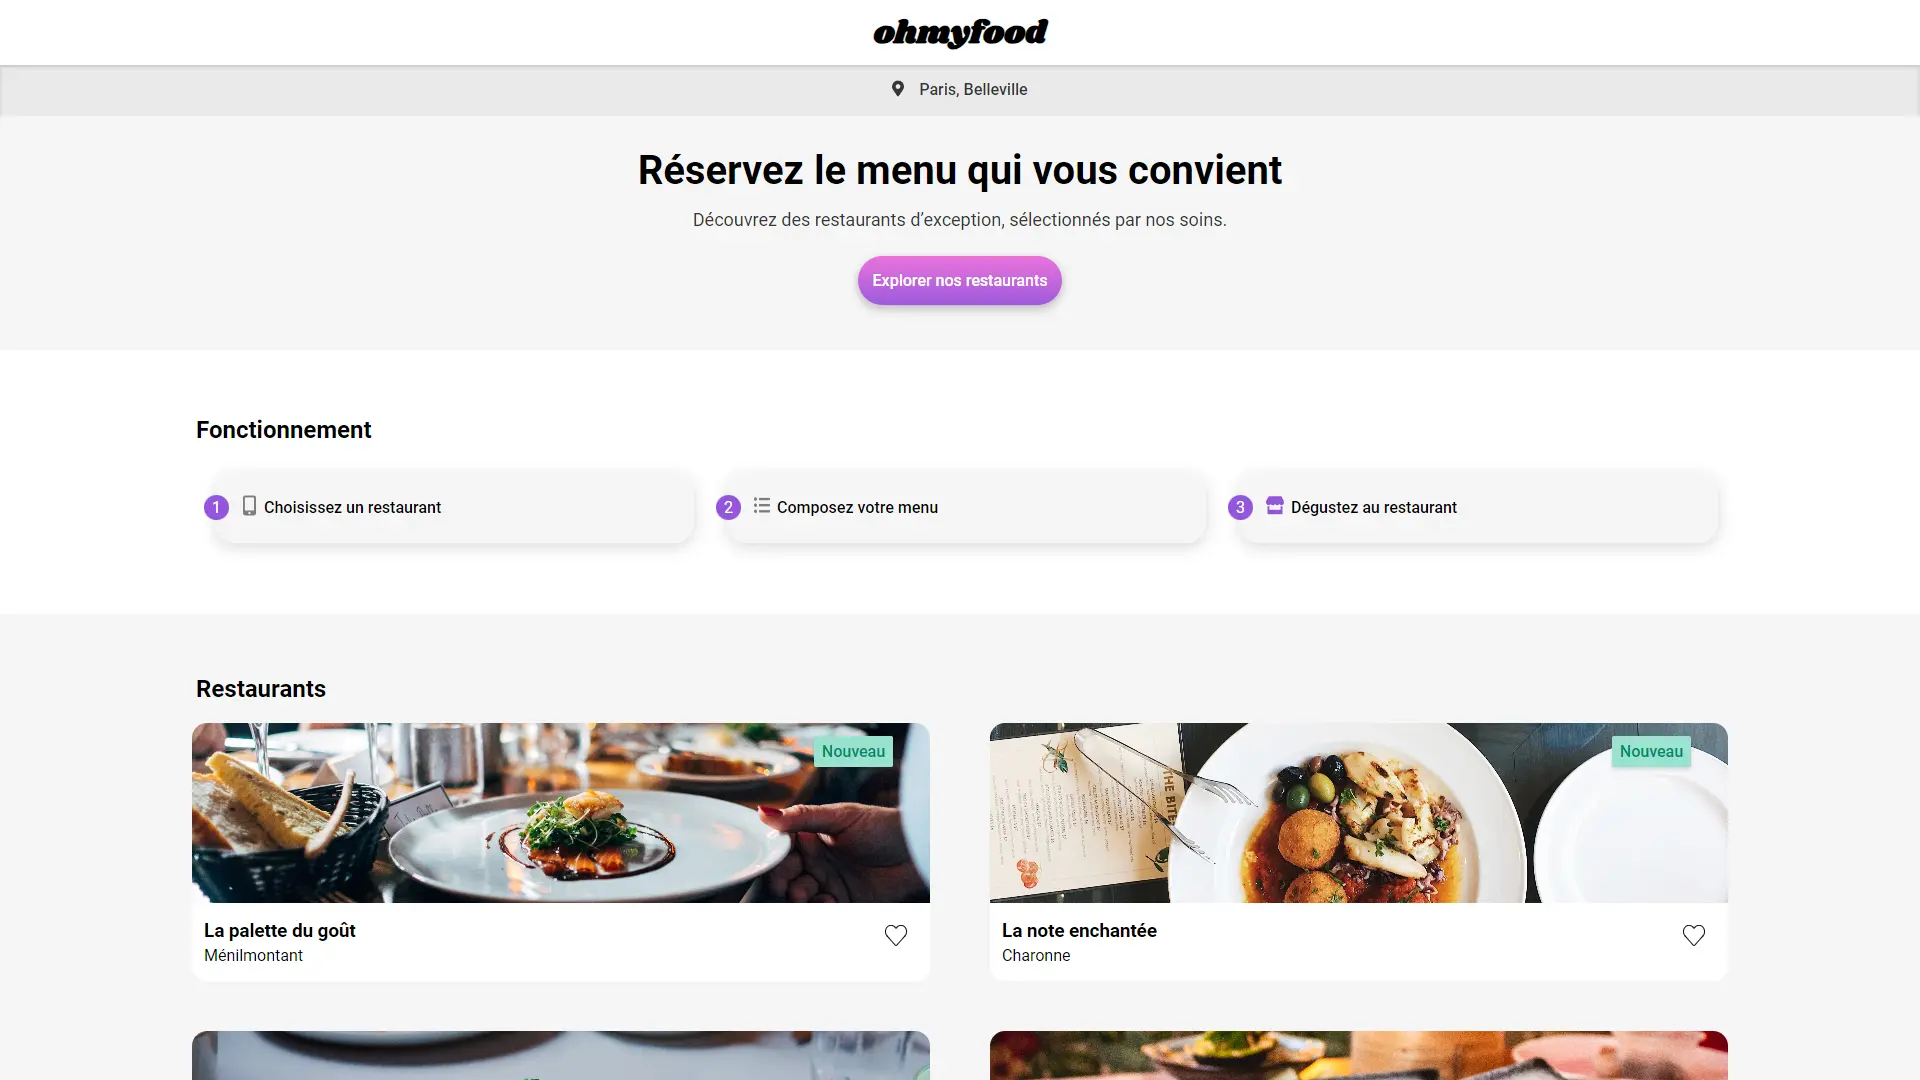 ohmyfood
Paris, Belleville
Réservez le menu qui vous convient
Découvrez des restaurants d’exception, sélectionnés par nos soins.
Explorer nos restaurants
Fonctionnement
1 Choisissez un restaurant
2 Composez votre menu
3 Dégustez au restaurant
Restaurants
Nouveau
La palette du goût
Ménilmontant
THE BITE
Nouveau
La note enchantée
Charonne